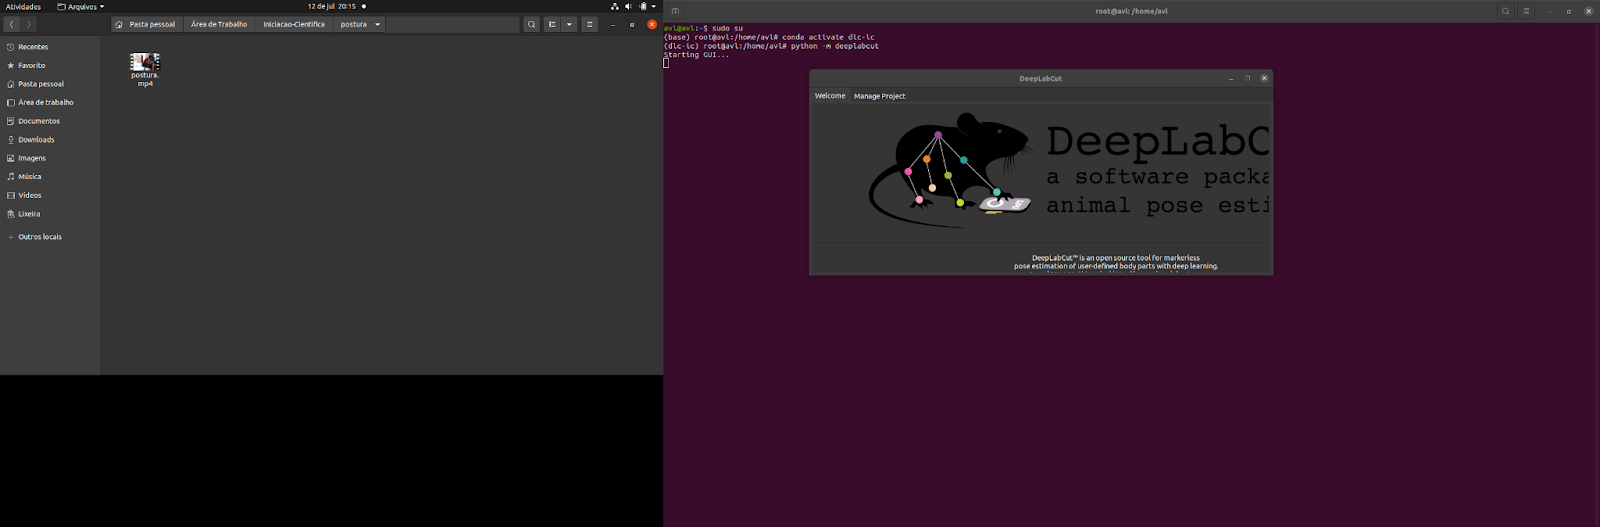 Atividades
Arquivos
12 de jul 20:15
Pasta pessoal
Área de Trabalho
Iniciacao-Cientifica
postura
Recentes
Favorito
Pasta pessoal
Área de trabalho
Documentos
Downloads
Imagens
Música
Vídeos
Lixeira
+ Outros locais
postura.
mp4
root@avl: /home/avl
avl@avl:~$ sudo su
(base) root@avl:/home/avl# conda activate dlc-ic
(dlc-ic) root@avl:/home/avl# python -m deeplabcut
Starting GUI...
DeepLabCut
Welcome
Manage Project
DeepLabC
a software packa
animal pose esti
DeepLabCut™ is an open source tool for markerless
pose estimation of user-defined body parts with deep learning.